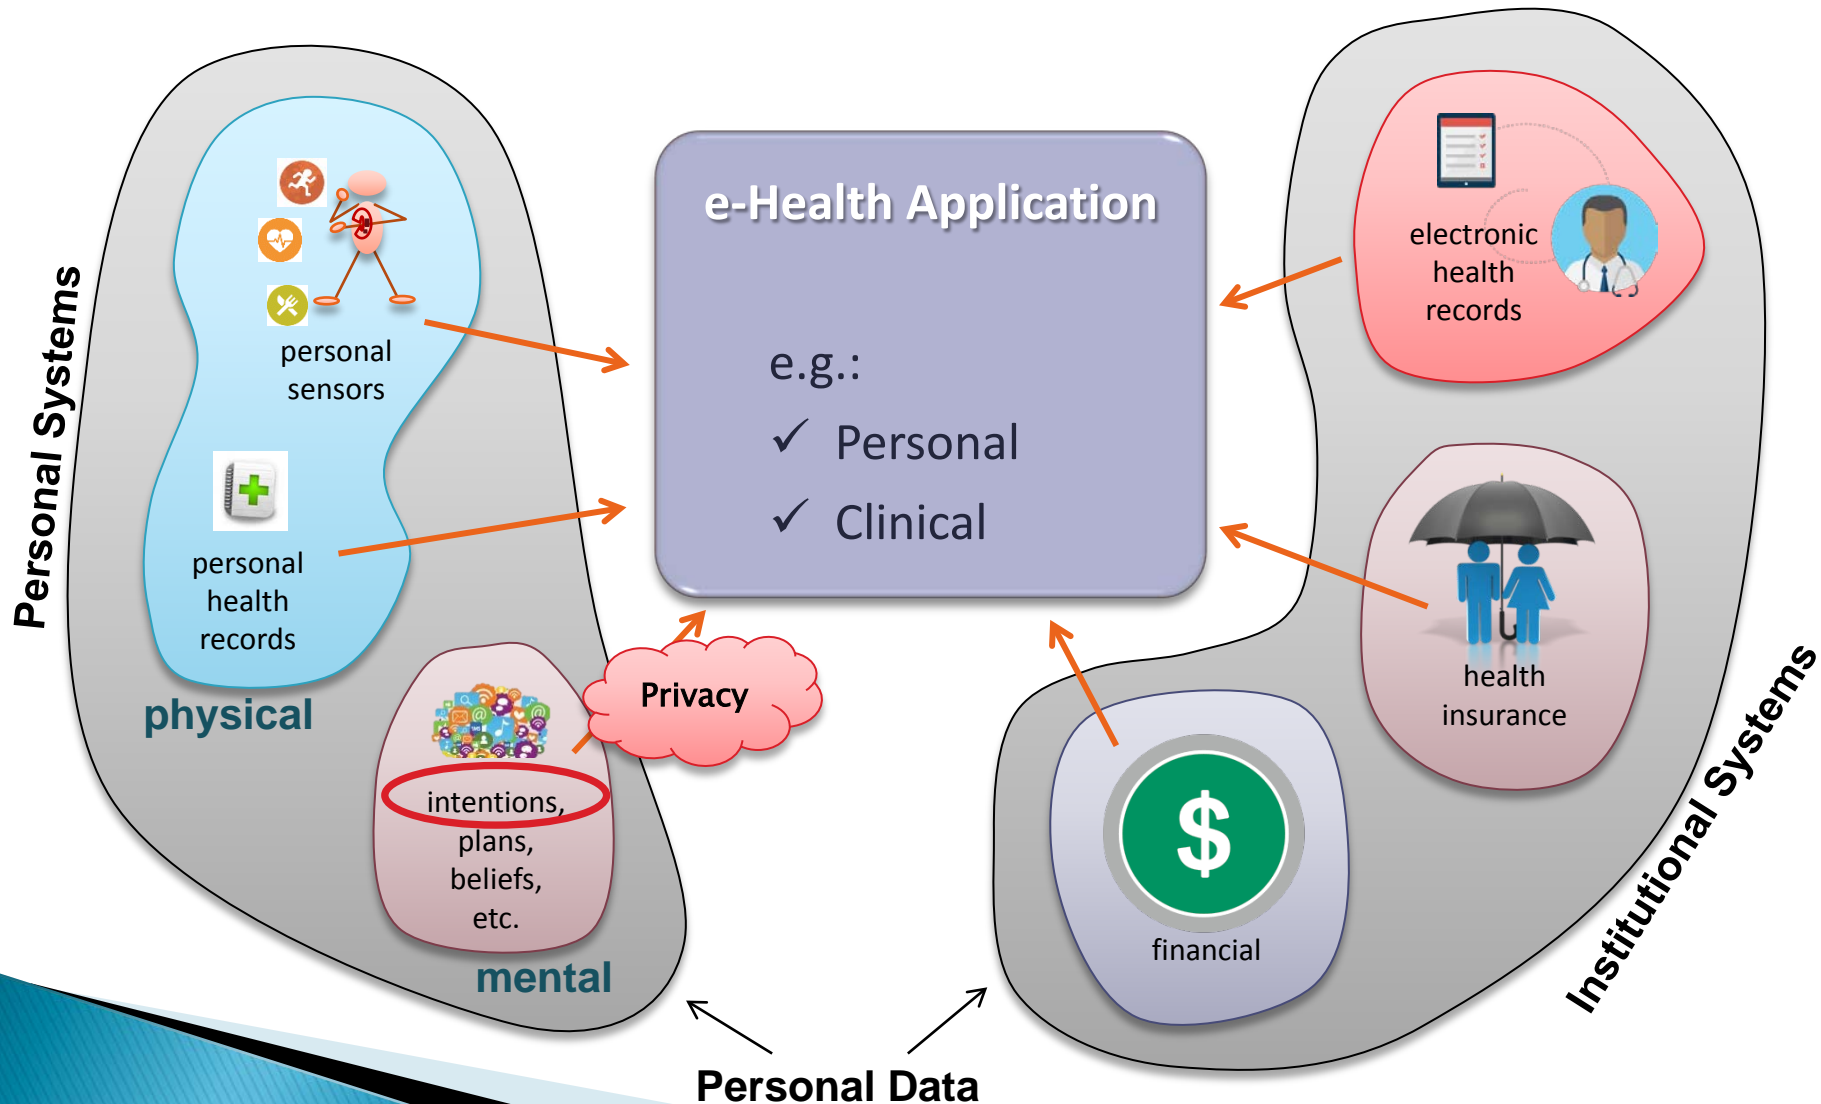 Personal Systems
personal
sensors
personal
health
records
physical
intentions,
plans,
beliefs,
etc.
mental
Privacy
e-Health Application
e.g.:
✓ Personal
✓ Clinical
electronic
health
records
health
insurance
$
financial
Institutional Systems
Personal Data